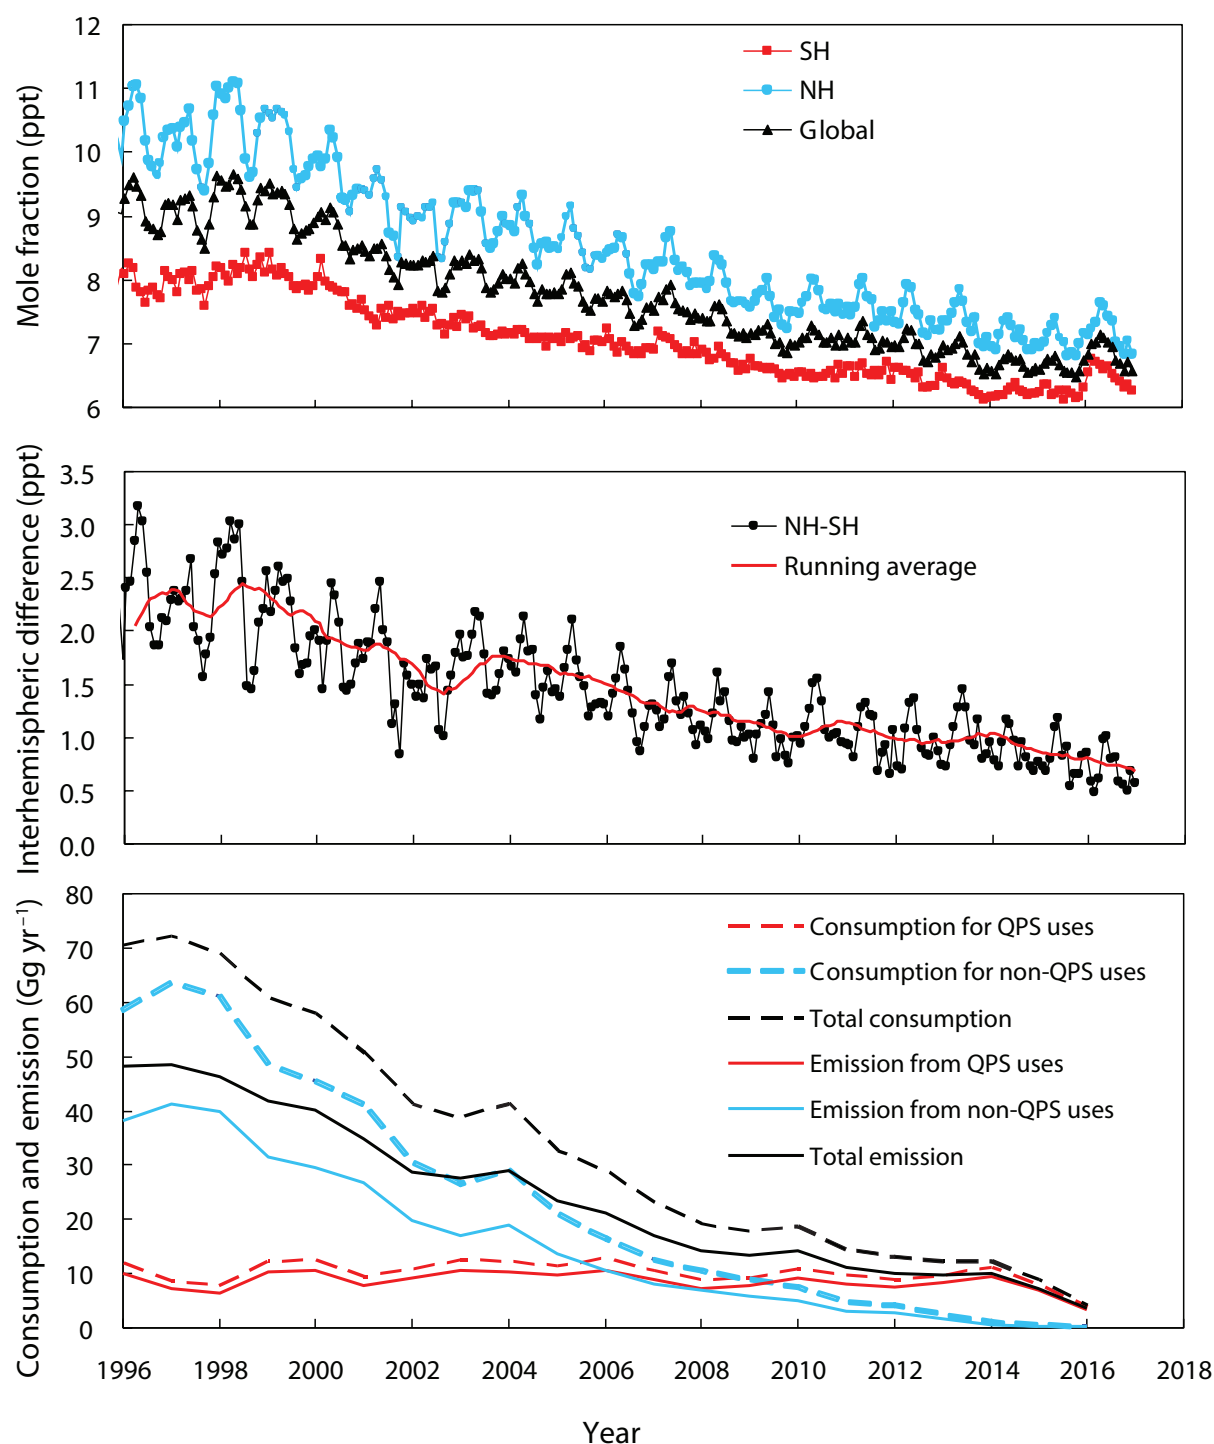 Mole fraction (ppt)
12
11
10
9
8
7
6
SH
NH
Global
Interhemispheric difference (ppt)
3.5
3.0
2.5
2.0
1.5
1.0
0.5
0.0
NH-SH
Running average
Consumption and emission (Gg yr⁻¹)
80
70
60
50
40
30
20
10
0
Consumption for QPS uses
Consumption for non-QPS uses
Total consumption
Emission from QPS uses
Emission from non-QPS uses
Total emission
1996 1998 2000 2002 2004 2006 2008 2010 2012 2014 2016 2018
Year